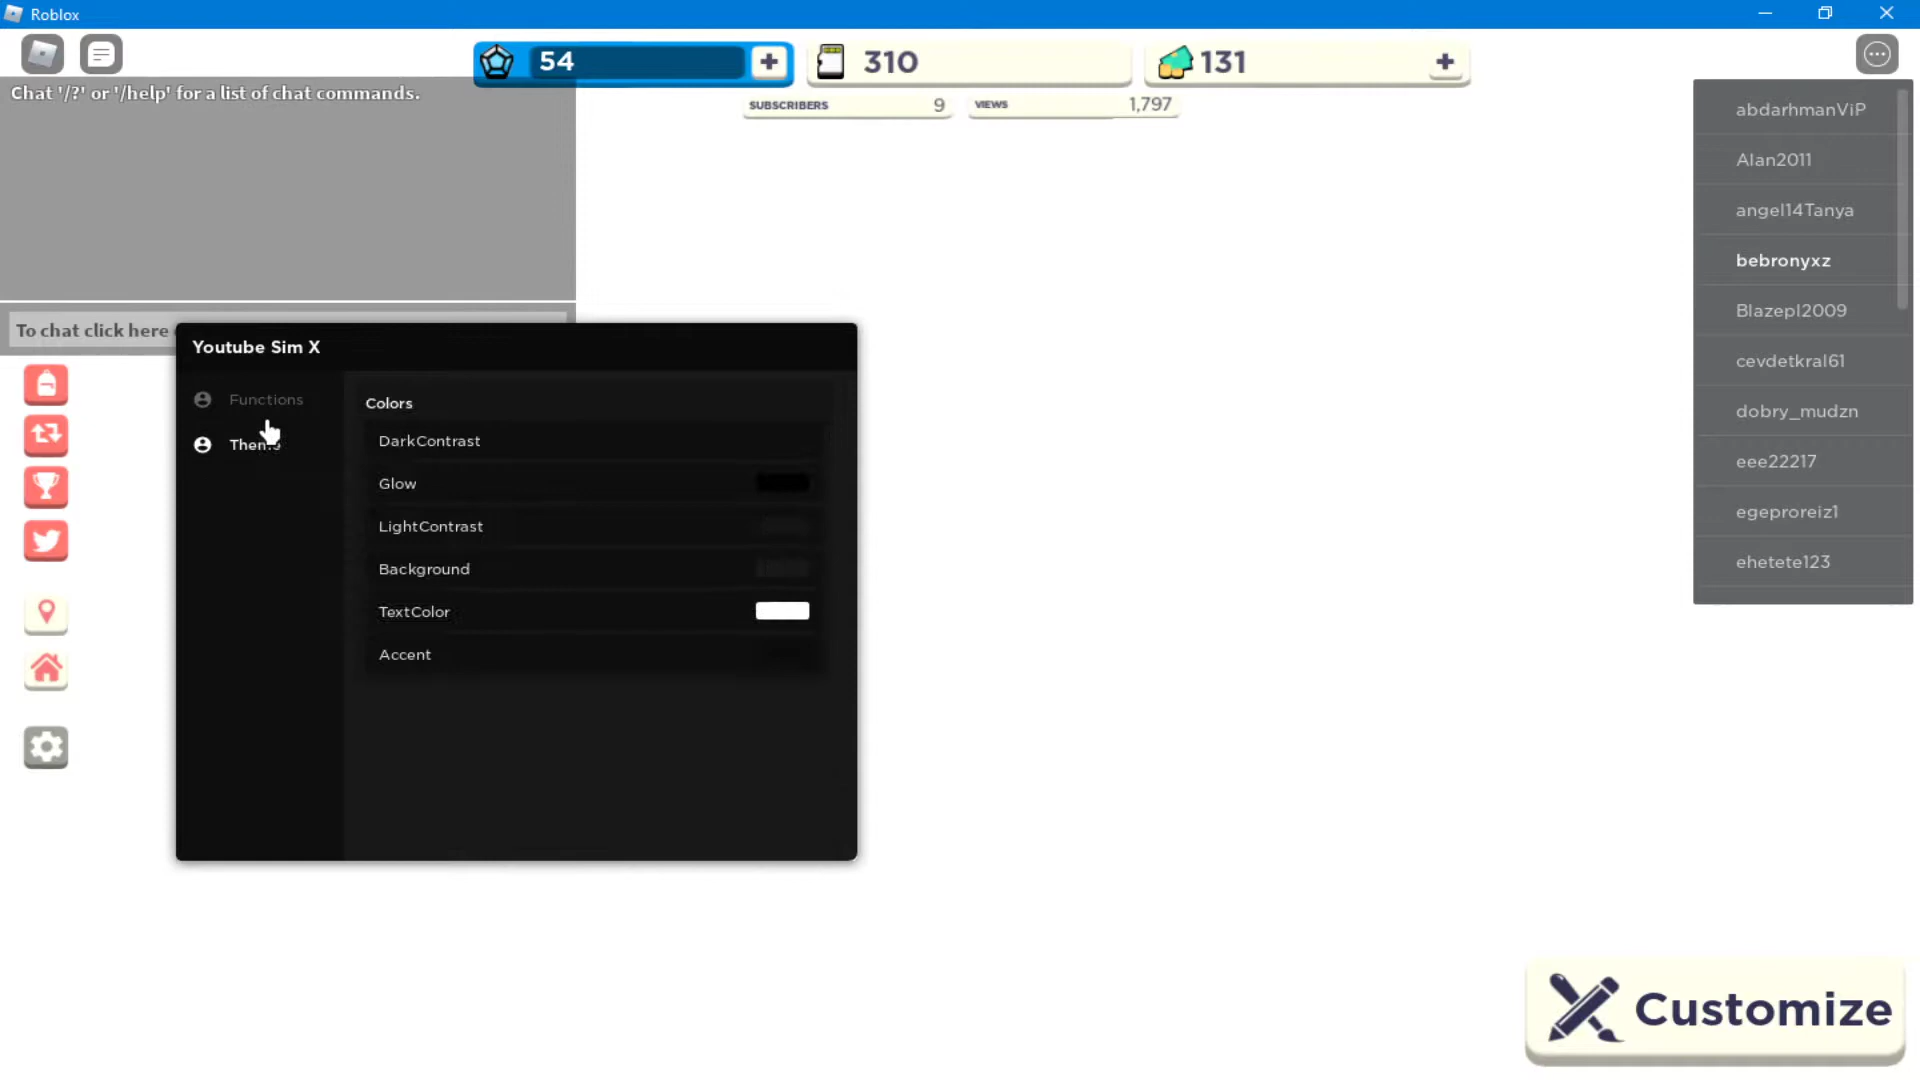 Roblox
54
+
310
131
+
Chat '/?' or '/help' for a list of chat commands.
SUBSCRIBERS 9
VIEWS 1,797
To chat click here
abdarhmanViP
Alan2011
angel14Tanya
bebronyxz
Blazepl2009
cevdetkral61
dobry_mudzn
eee22217
egeproreiz1
ehetete123
Youtube Sim X
Functions
Theme
Colors
DarkContrast
Glow
LightContrast
Background
TextColor
Accent
Customize